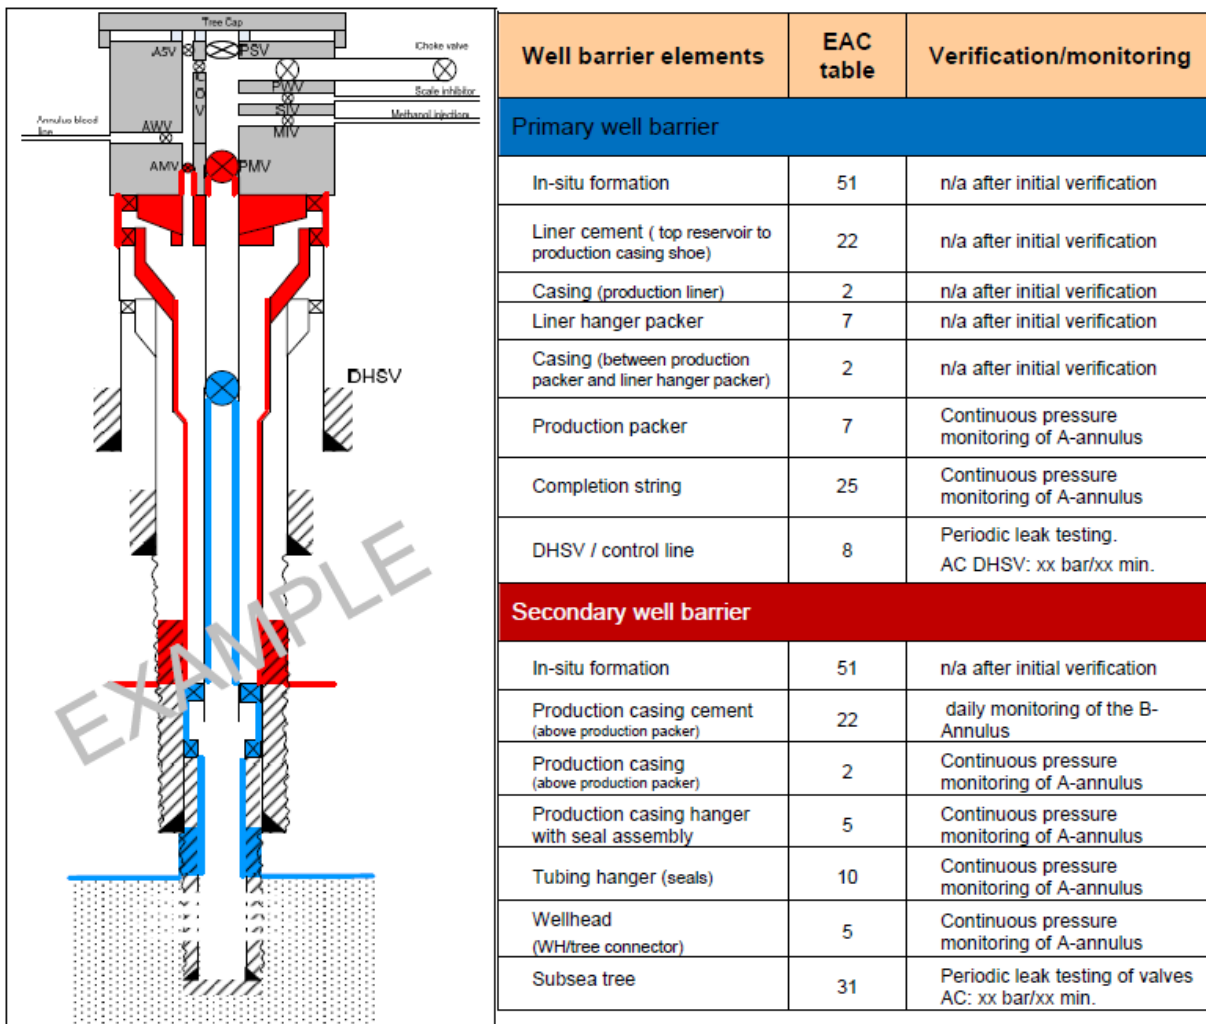 Tree Cap
ASV
PSV
Choke valve
XOV
PWV
Scale inhibitor
SIV
Methanol injection
Annulus bleed
line
AWV
MIV
AMV
PMV
DHSV
EXAMPLE
Well barrier elements
EAC
table
Verification/monitoring
Primary well barrier
In-situ formation
51
n/a after initial verification
Liner cement ( top reservoir to
production casing shoe)
22
n/a after initial verification
Casing (production liner)
2
n/a after initial verification
Liner hanger packer
7
n/a after initial verification
Casing (between production
packer and liner hanger packer)
2
n/a after initial verification
Production packer
7
Continuous pressure
monitoring of A-annulus
Completion string
25
Continuous pressure
monitoring of A-annulus
DHSV / control line
8
Periodic leak testing.
AC DHSV: xx bar/xx min.
Secondary well barrier
In-situ formation
51
n/a after initial verification
Production casing cement
(above production packer)
22
daily monitoring of the B-
Annulus
Production casing
(above production packer)
2
Continuous pressure
monitoring of A-annulus
Production casing hanger
with seal assembly
5
Continuous pressure
monitoring of A-annulus
Tubing hanger (seals)
10
Continuous pressure
monitoring of A-annulus
Wellhead
(WH/tree connector)
5
Continuous pressure
monitoring of A-annulus
Subsea tree
31
Periodic leak testing of valves
AC: xx bar/xx min.